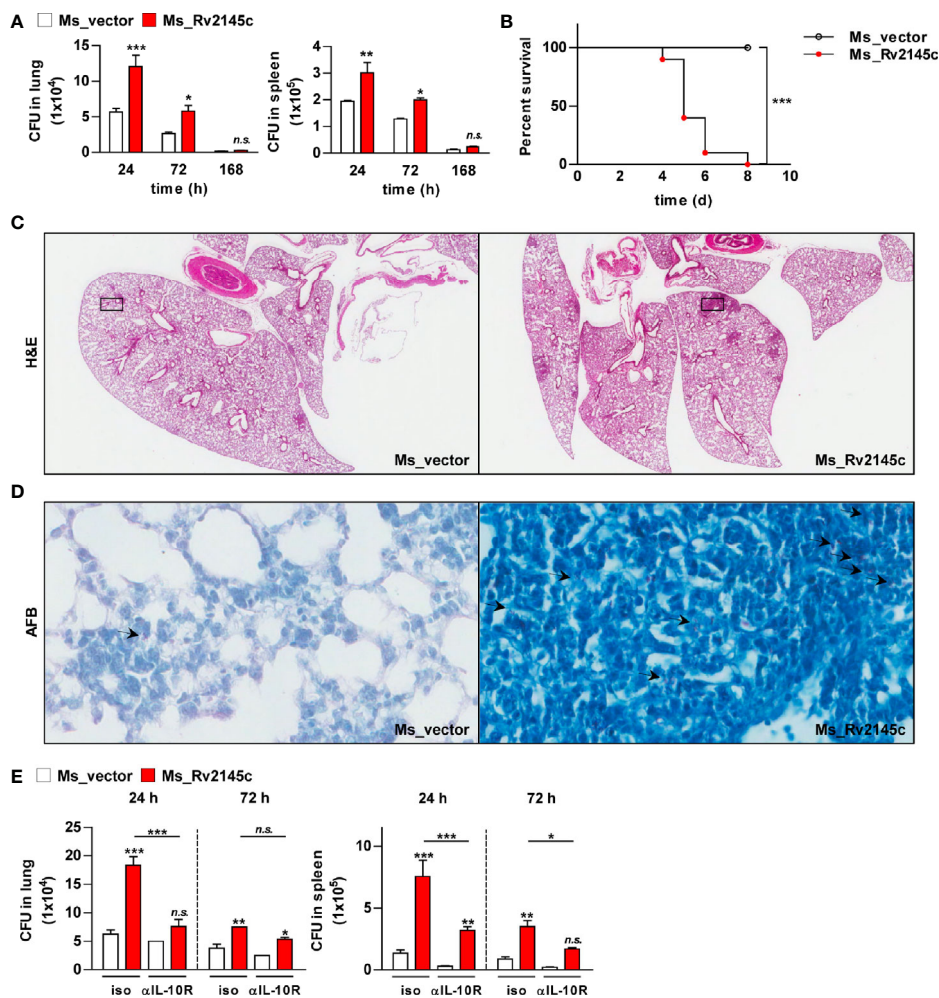 A
Ms_vector Ms_Rv2145c
CFU in lung
(1x10⁴)
15
10
5
0
***
*
n.s.
24 72 168
time (h)
CFU in spleen
(1x10⁵)
4
3
2
1
0
**
*
n.s.
24 72 168
time (h)
B
Percent survival
100
50
0
0 2 4 6 8 10
time (d)
***
Ms_vector
Ms_Rv2145c
C
H&E
Ms_vector
Ms_Rv2145c
D
AFB
Ms_vector
Ms_Rv2145c
E
Ms_vector Ms_Rv2145c
24 h 72 h
CFU in lung
(1x10⁴)
25
20
15
10
5
0
***
***
n.s.
n.s.
**
*
iso αIL-10R iso αIL-10R
24 h 72 h
CFU in spleen
(1x10⁵)
10
5
0
***
***
**
*
**
n.s.
iso αIL-10R iso αIL-10R